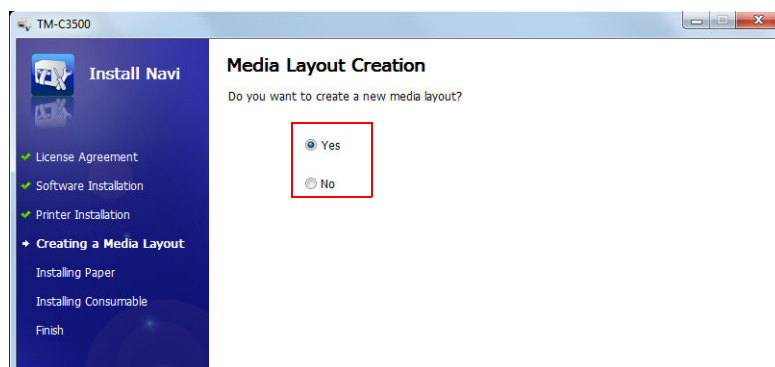 TM-C3500
Install Navi
License Agreement
Software Installation
Printer Installation
Creating a Media Layout
Installing Paper
Installing Consumable
Finish
Media Layout Creation
Do you want to create a new media layout?
Yes
No